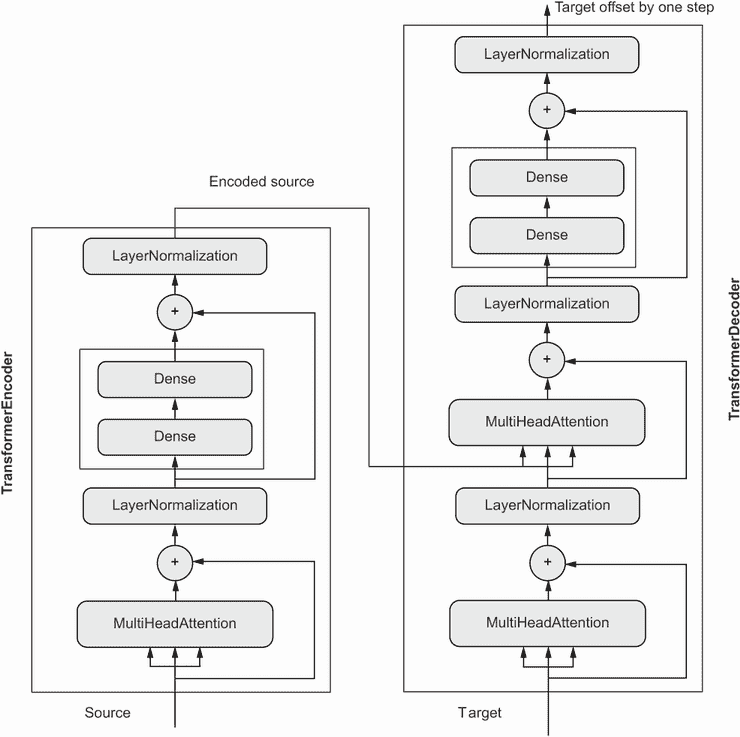 Target offset by one step
LayerNormalization
+
Dense
Dense
LayerNormalization
+
MultiHeadAttention
LayerNormalization
+
MultiHeadAttention
Target
TransformerDecoder
Encoded source
LayerNormalization
+
Dense
Dense
LayerNormalization
+
MultiHeadAttention
Source
TransformerEncoder